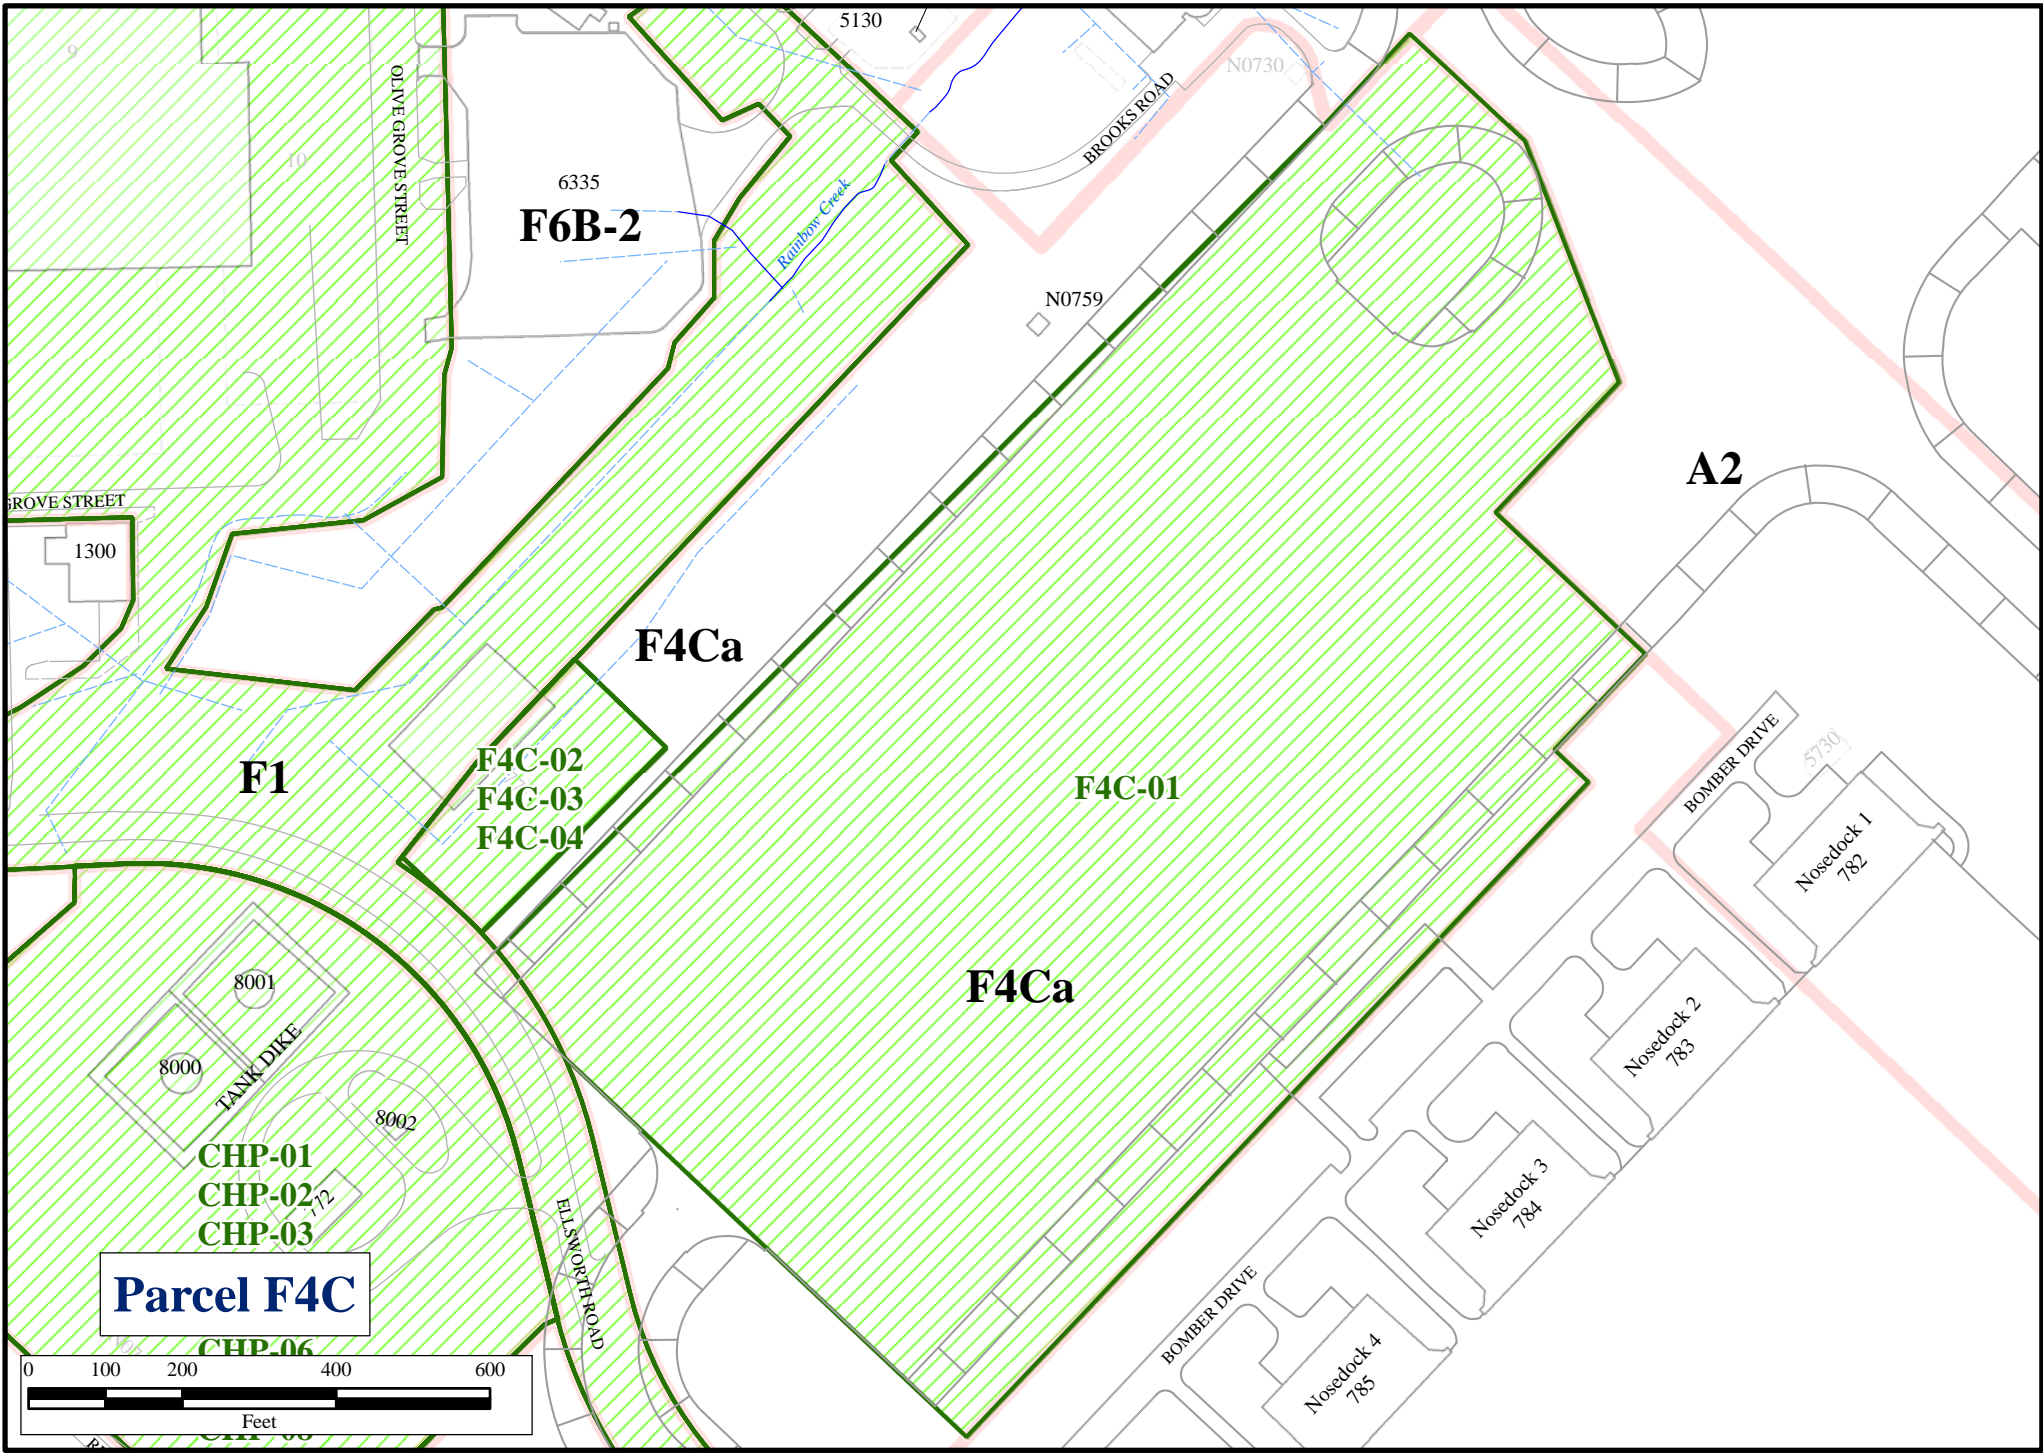 5130
9
N0730
OLIVE GROVE STREET
BROOKS ROAD
10
6335
F6B-2
Rainbow Creek
N0759
A2
GROVE STREET
1300
F4Ca
F1
F4C-02
F4C-03
F4C-04
F4C-01
BOMBER DRIVE
5730
Nosedock 1
782
F4Ca
8001
8000
TANK DIKE
8002
Nosedock 2
783
CHP-01
CHP-02
CHP-03
772
Nosedock 3
784
ELLSWORTH ROAD
Parcel F4C
BOMBER DRIVE
CHP-06
Nosedock 4
785
0 100 200 400 600
Feet